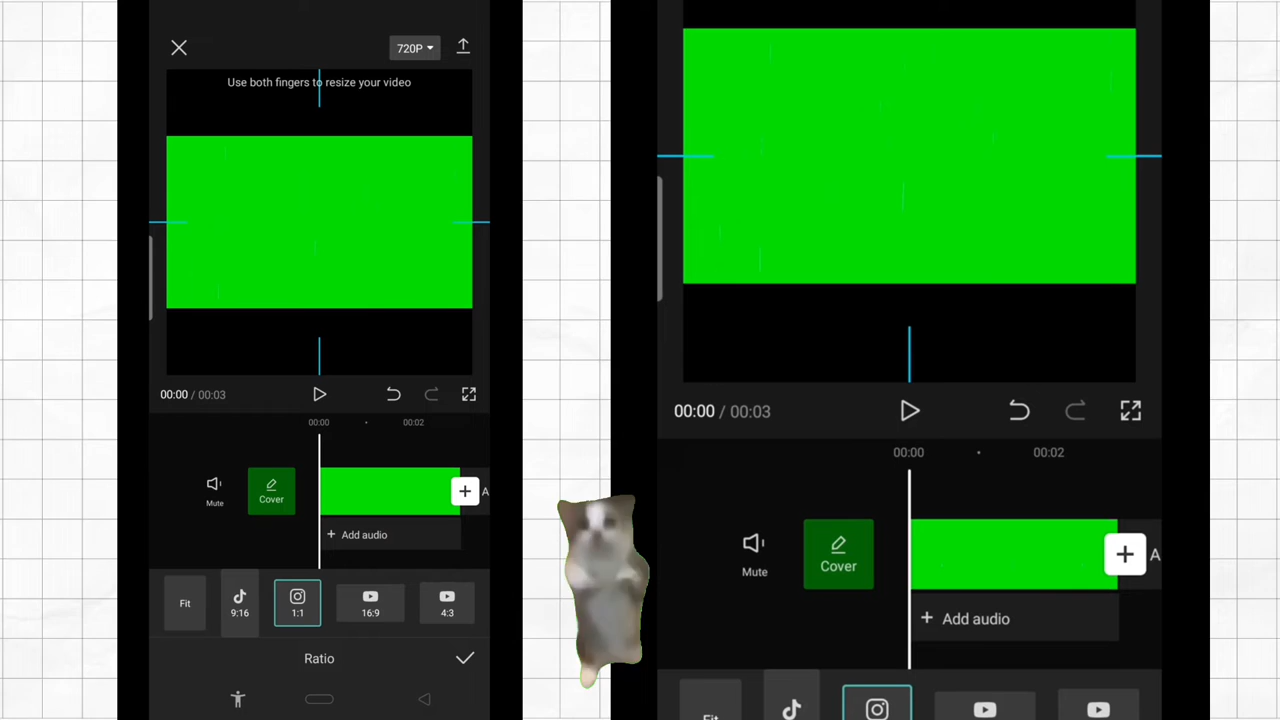 720P
Use both fingers to resize your video
00:00 / 00:03
00:00
00:02
Mute
Cover
A
+ Add audio
Fit
9:16
1:1
16:9
4:3
Ratio
00:00 / 00:03
00:00
00:02
Mute
Cover
A
+ Add audio
Fit